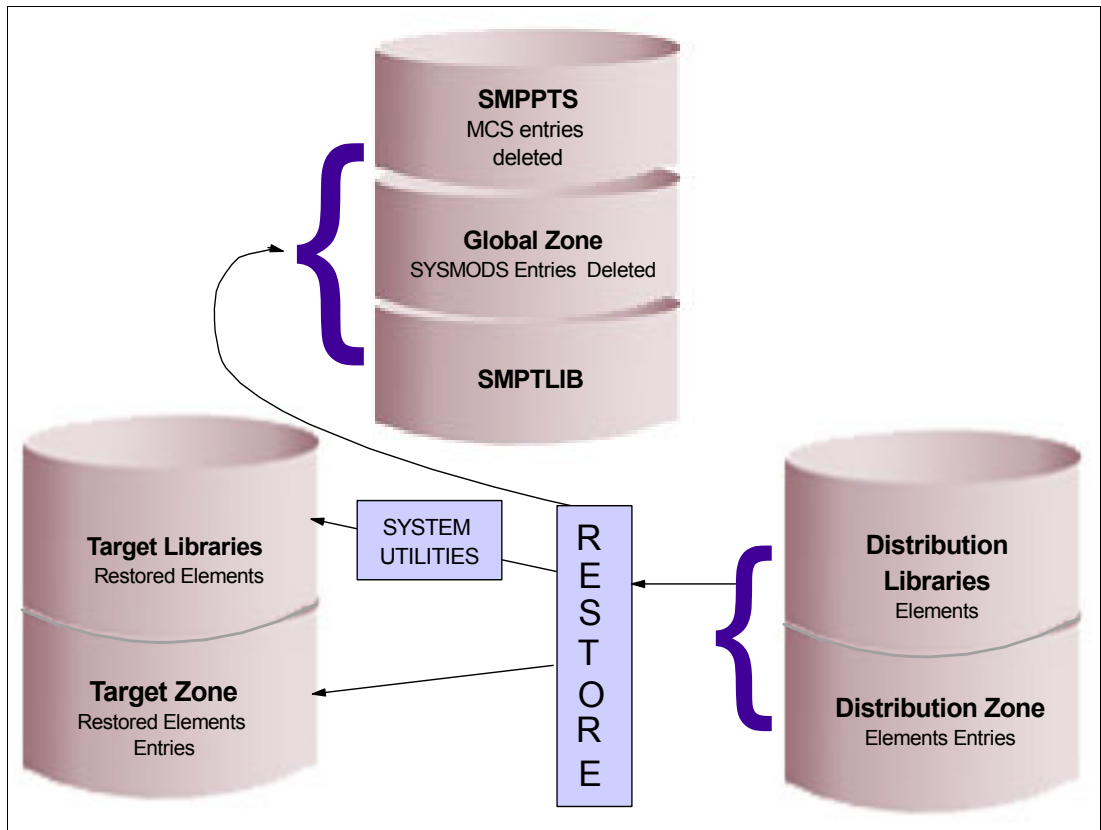 SMPPTS
MCS entries
deleted
Global Zone
SYSMODS Entries Deleted
SMPTLIB
Target Libraries
Restored Elements
Target Zone
Restored Elements
Entries
SYSTEM
UTILITIES
R
E
S
T
O
R
E
Distribution
Libraries
Elements
Distribution Zone
Elements Entries